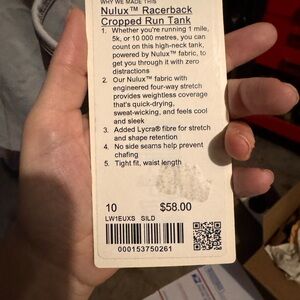 WHY WE MADE THIS
Nulux™ Racerback
Cropped Run Tank
1. Whether you're running 1 mile,
5k, or 10 000 metres, you can
count on this high-neck tank,
powered by Nulux™ fabric, to
get you through it with zero
distractions
2. Our Nulux™ fabric with
engineered four-way stretch
provides weightless coverage
that's quick-drying,
sweat-wicking, and feels cool
and sleek
3. Added Lycra® fibre for stretch
and shape retention
4. No side seams help prevent
chafing
5. Tight fit, waist length
10 $58.00
LW1EUXS SILD
000153750261